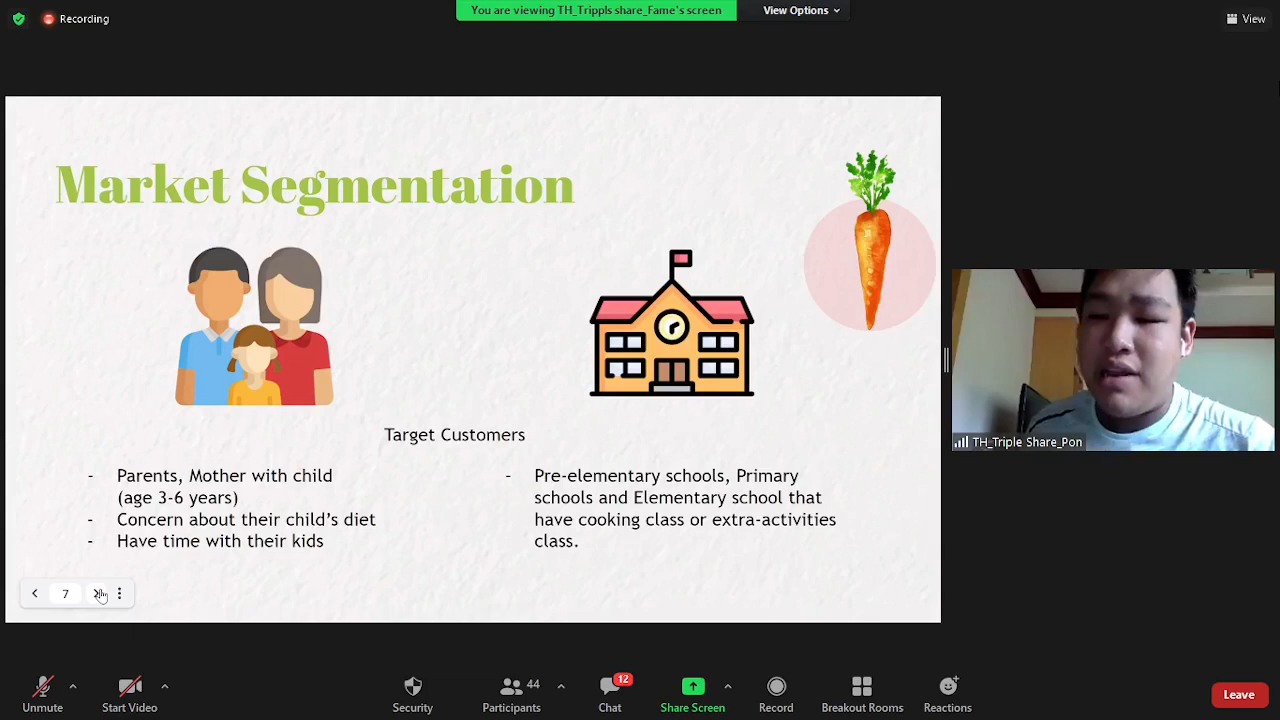 Recording
You are viewing TH_Trippls share_Fame's screen
View Options
View
Market Segmentation
Target Customers
- Parents, Mother with child
(age 3-6 years)
- Concern about their child's diet
- Have time with their kids
- Pre-elementary schools, Primary
schools and Elementary school that
have cooking class or extra-activities
class.
7
TH_Triple Share_Pon
Unmute
Start Video
Security
44
Participants
12
Chat
Share Screen
Record
Breakout Rooms
Reactions
Leave